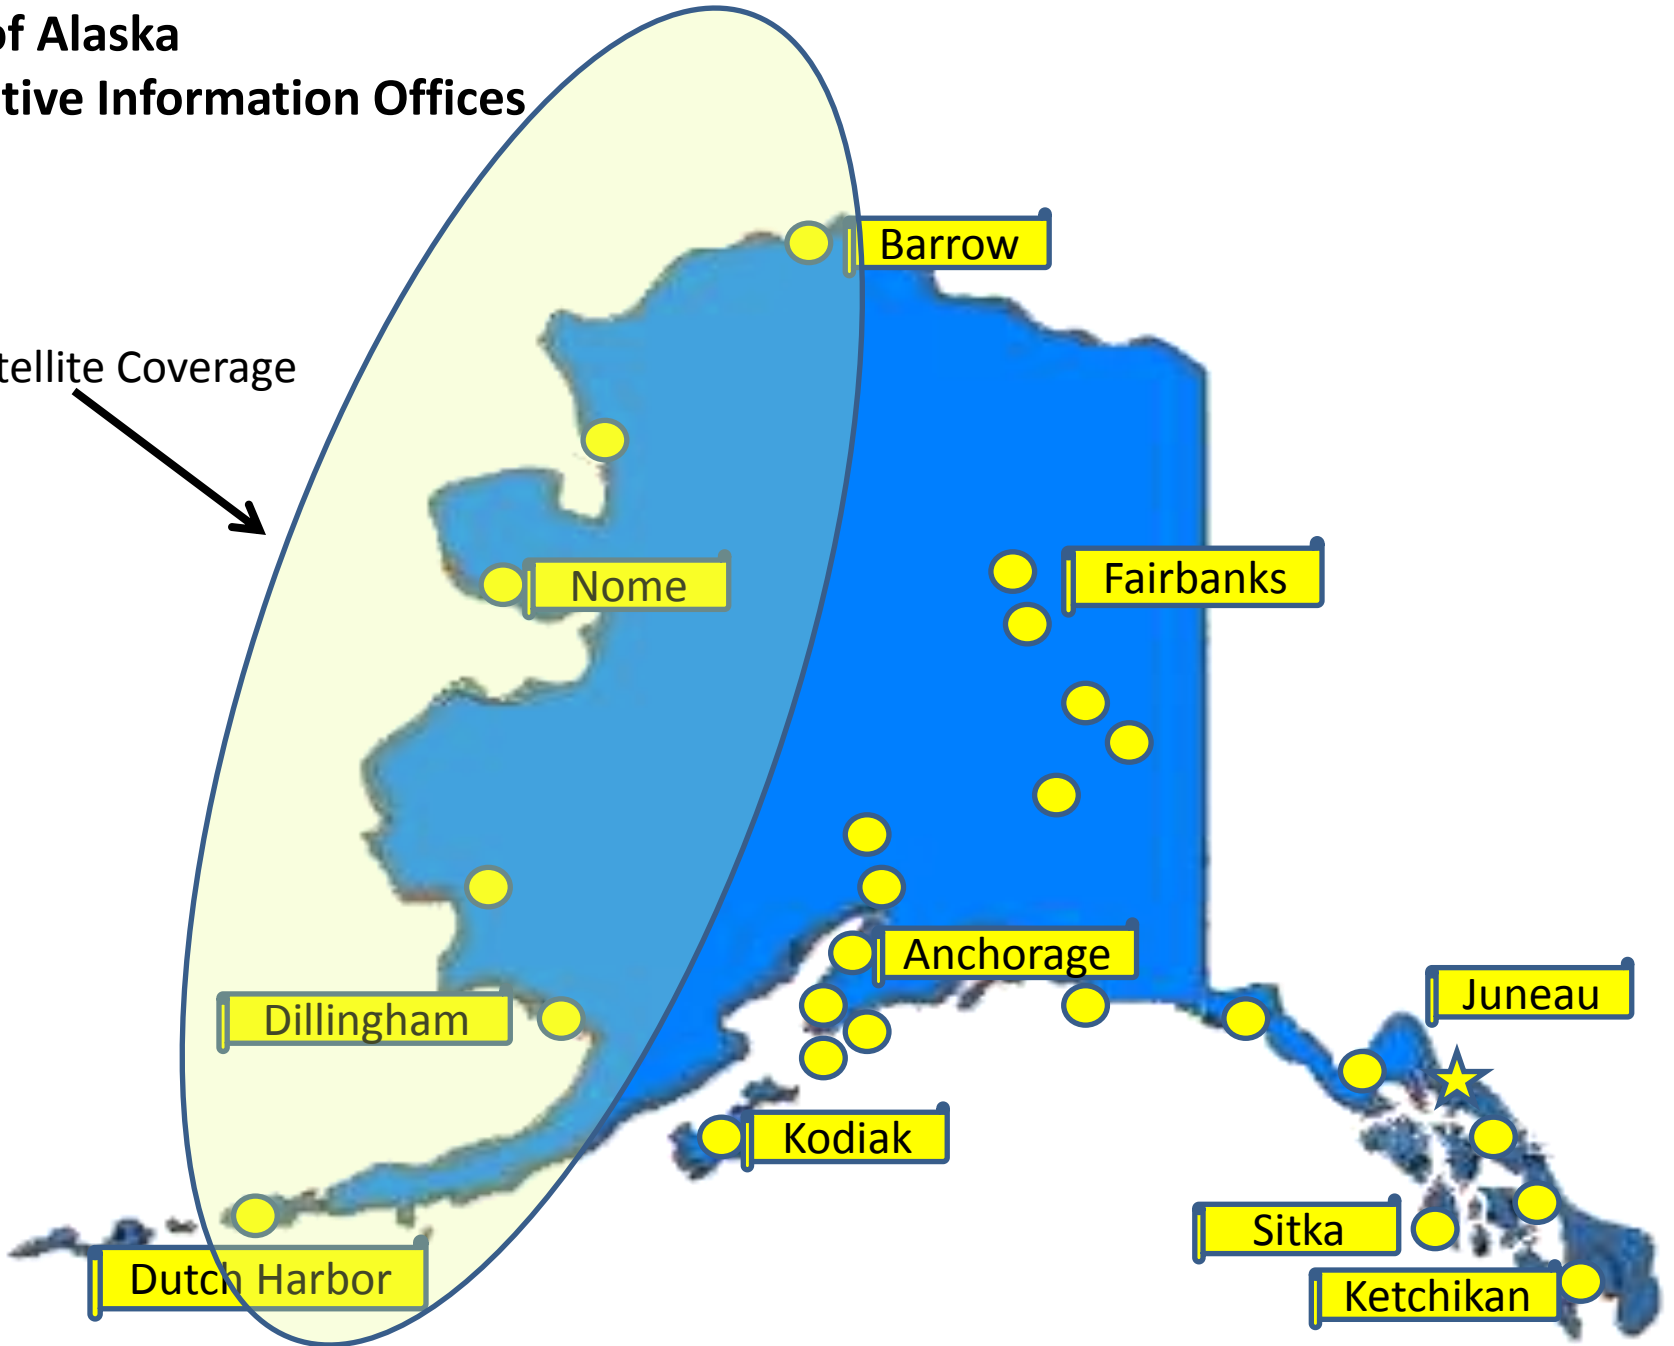 of Alaska
tive Information Offices
Barrow
tellite Coverage
Nome
Fairbanks
Anchorage
Dillingham
Juneau
Kodiak
Sitka
Dutch Harbor
Ketchikan